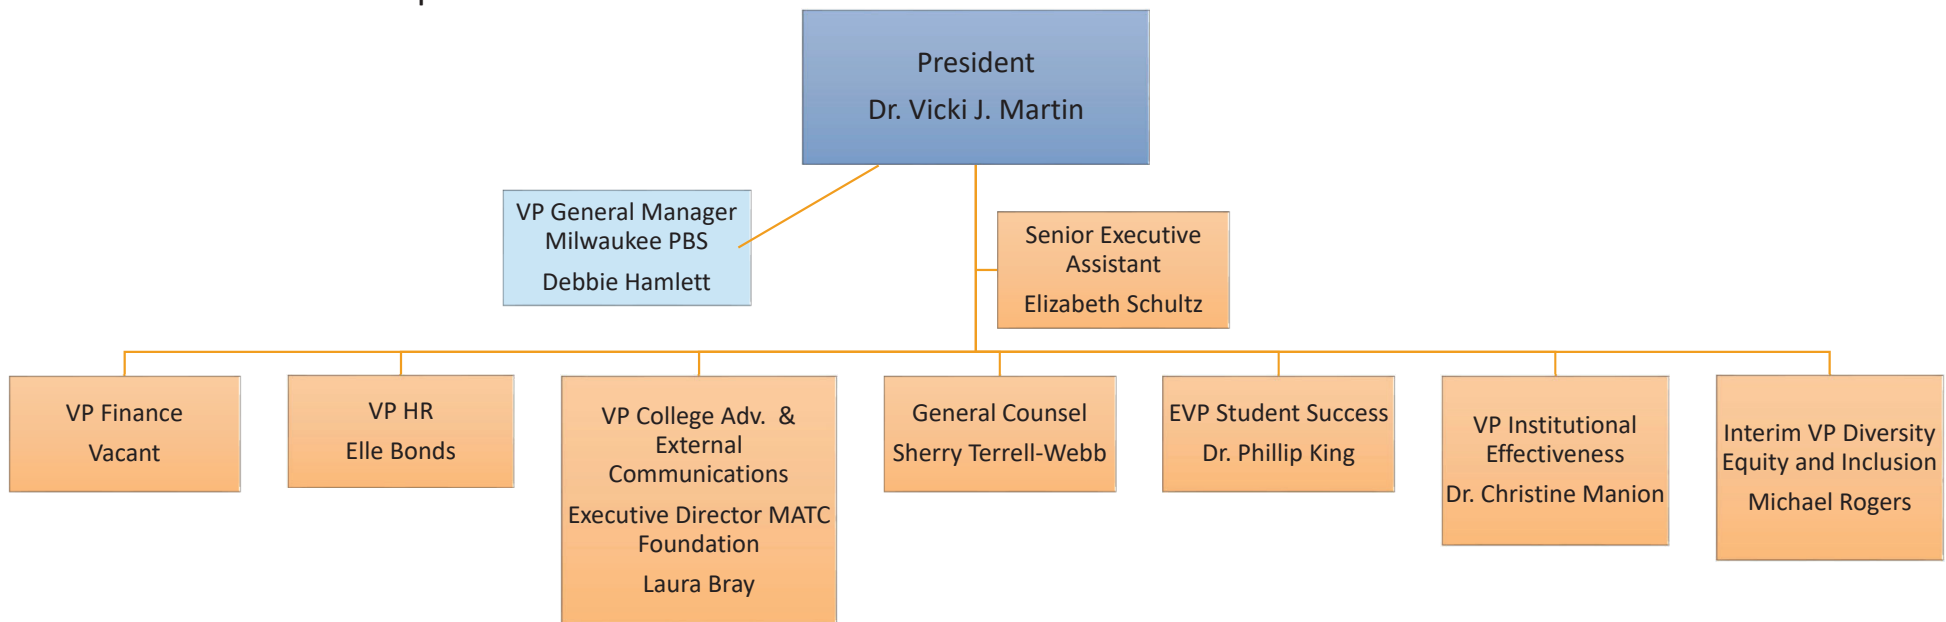 President
Dr. Vicki J. Martin
VP General Manager
Milwaukee PBS
Debbie Hamlett
Senior Executive
Assistant
Elizabeth Schultz
VP Finance
Vacant
VP HR
Elle Bonds
VP College Adv. &
External
Communications
Executive Director MATC
Foundation
Laura Bray
General Counsel
Sherry Terrell-Webb
EVP Student Success
Dr. Phillip King
VP Institutional
Effectiveness
Dr. Christine Manion
Interim VP Diversity
Equity and Inclusion
Michael Rogers